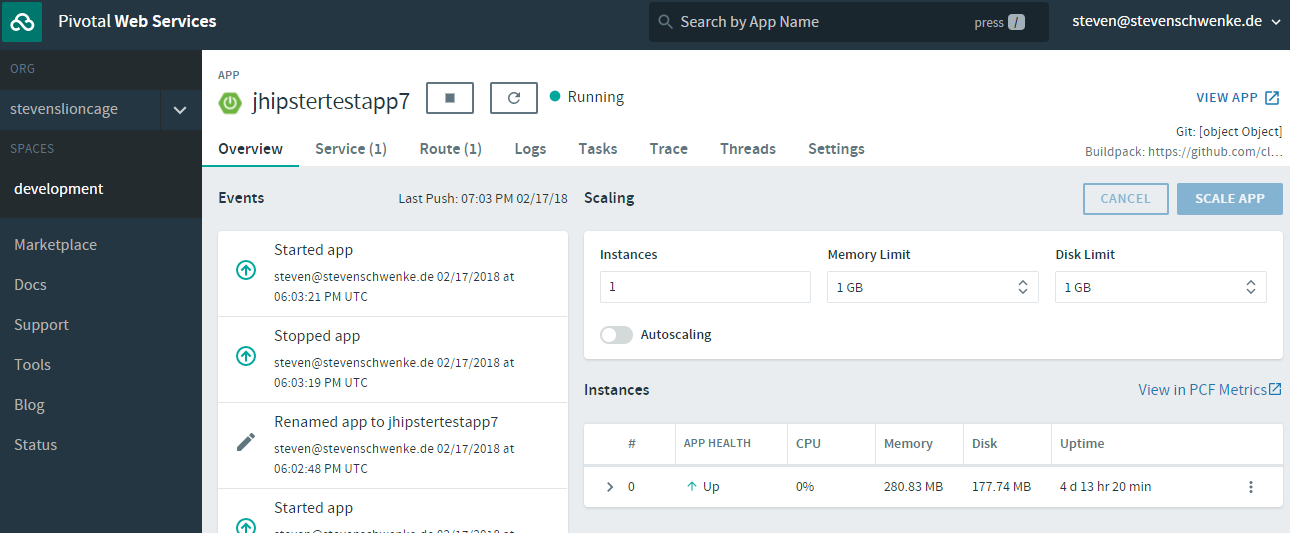 Pivotal Web Services
Search by App Name
press /
steven@stevenschwenke.de
ORG
stevenslioncage
SPACES
development
Marketplace
Docs
Support
Tools
Blog
Status
APP
jhipstertestapp7
Running
VIEW APP
Git: [object Object]
Buildpack: https://github.com/cl...
Overview Service (1) Route (1) Logs Tasks Trace Threads Settings
Events
Last Push: 07:03 PM 02/17/18
Started app
steven@stevenschwenke.de 02/17/2018 at
06:03:21 PM UTC
Stopped app
steven@stevenschwenke.de 02/17/2018 at
06:03:19 PM UTC
Renamed app to jhipstertestapp7
steven@stevenschwenke.de 02/17/2018 at
06:02:48 PM UTC
Started app
steven@stevenschwenke.de 02/17/2018 at
Scaling
CANCEL
SCALE APP
Instances Memory Limit Disk Limit
1 1 GB 1 GB
Autoscaling
Instances
View in PCF Metrics
# APP HEALTH CPU Memory Disk Uptime
0 Up 0% 280.83 MB 177.74 MB 4 d 13 hr 20 min